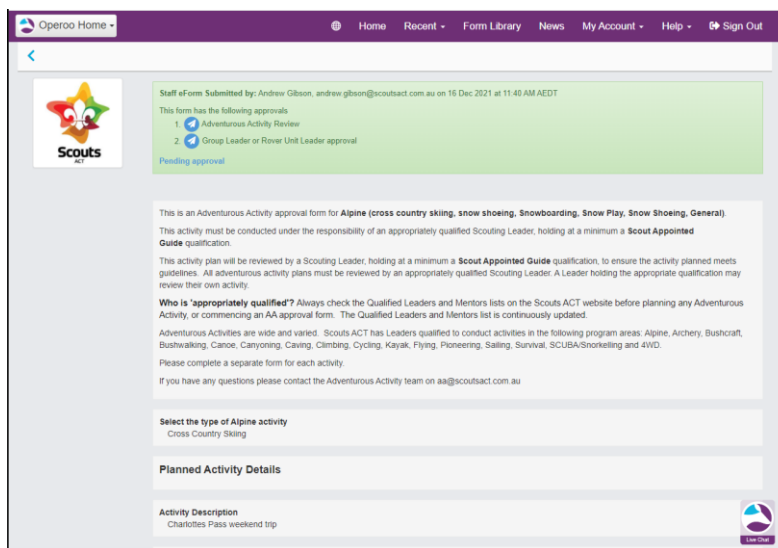 Operoo Home
Home Recent Form Library News My Account Help Sign Out
Scouts
ACT
Staff eForm Submitted by: Andrew Gibson, andrew.gibson@scoutsact.com.au on 16 Dec 2021 at 11:40 AM AEDT
This form has the following approvals
1. Adventurous Activity Review
2. Group Leader or Rover Unit Leader approval
Pending approval
This is an Adventurous Activity approval form for Alpine (cross country skiing, snow shoeing, Snowboarding, Snow Play, Snow Shoeing, General).
This activity must be conducted under the responsibility of an appropriately qualified Scouting Leader, holding at a minimum a Scout Appointed
Guide qualification.
This activity plan will be reviewed by a Scouting Leader, holding at a minimum a Scout Appointed Guide qualification, to ensure the activity planned meets
guidelines. All adventurous activity plans must be reviewed by an appropriately qualified Scouting Leader. A Leader holding the appropriate qualification may
review their own activity.
Who is 'appropriately qualified'? Always check the Qualified Leaders and Mentors lists on the Scouts ACT website before planning any Adventurous
Activity, or commencing an AA approval form. The Qualified Leaders and Mentors list is continuously updated.
Adventurous Activities are wide and varied. Scouts ACT has Leaders qualified to conduct activities in the following program areas: Alpine, Archery, Bushcraft,
Bushwalking, Canoe, Canyoning, Caving, Climbing, Cycling, Kayak, Flying, Pioneering, Sailing, Survival, SCUBA/Snorkelling and 4WD.
Please complete a separate form for each activity.
If you have any questions please contact the Adventurous Activity team on aa@scoutsact.com.au
Select the type of Alpine activity
Cross Country Skiing
Planned Activity Details
Activity Description
Charlottes Pass weekend trip
Live Chat